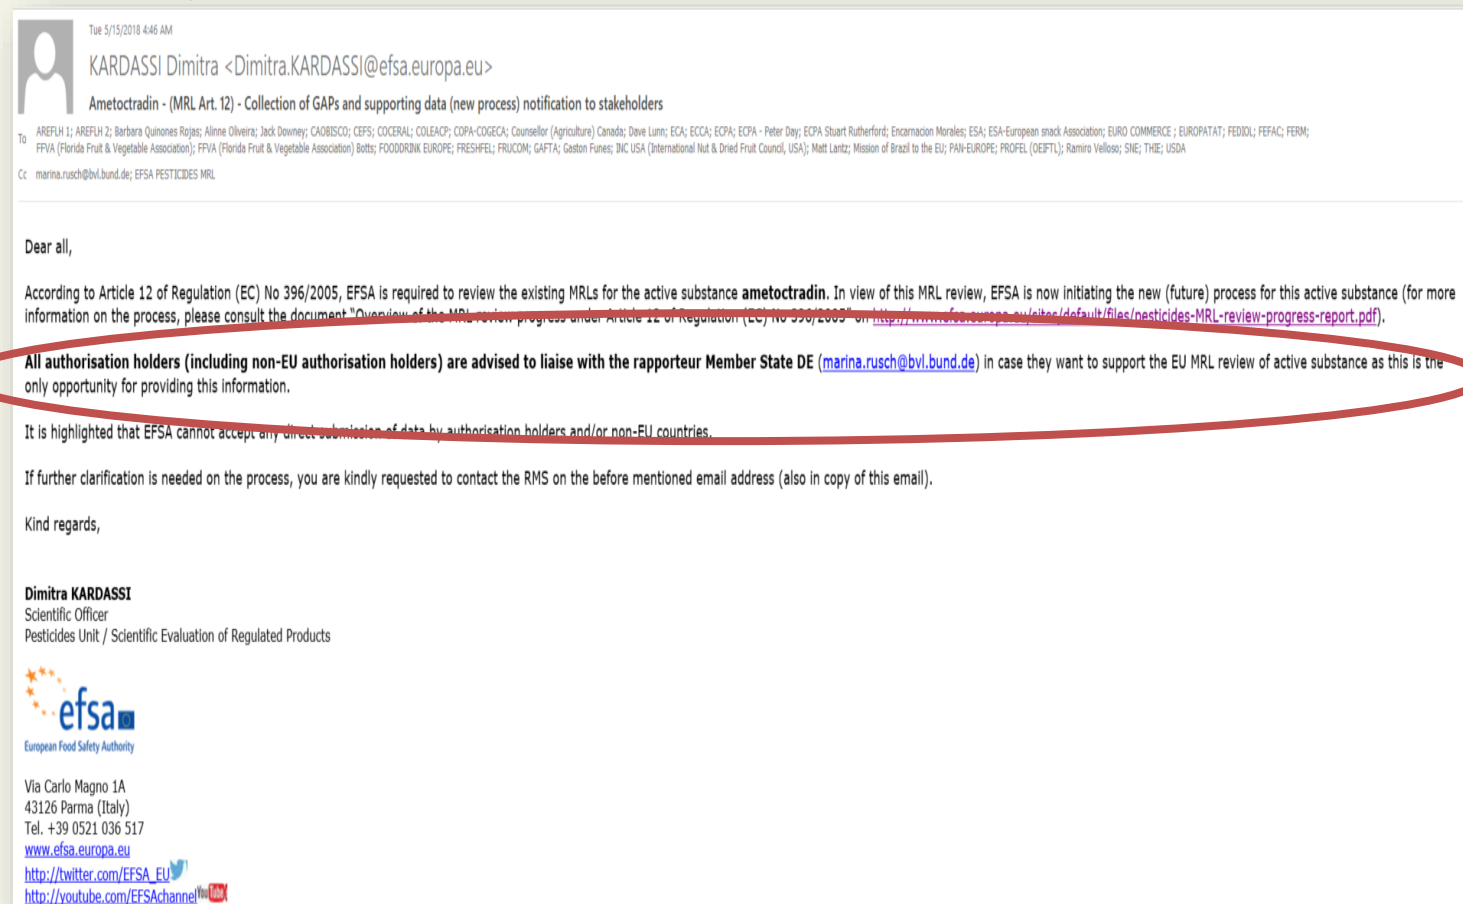 Tue 5/15/2018 4:46 AM
KARDASSI Dimitra <Dimitra.KARDASSI@efsa.europa.eu>
Ametoctradin - (MRL Art. 12) - Collection of GAPs and supporting data (new process) notification to stakeholders
To AREFLH 1; AREFLH 2; Barbara Quinones Rojas; Alinne Oliveira; Jack Downey; CAOBISCO; CEFS; COCERAL; COLEACP; COPA-COGECA; Counsellor (Agriculture) Canada; Dave Lunn; ECA; ECCA; ECPA; ECPA - Peter Day; ECPA Stuart Rutherford; Encarnacion Morales; ESA; ESA-European snack Association; EURO COMMERCE ; EUROPATAT; FEDIOL; FEFAC; FERM;
FFVA (Florida Fruit & Vegetable Association); FFVA (Florida Fruit & Vegetable Association) Botts; FOODDRINK EUROPE; FRESHFEL; FRUCOM; GAFTA; Gaston Funes; INC USA (International Nut & Dried Fruit Council, USA); Matt Lantz; Mission of Brazil to the EU; PAN-EUROPE; PROFEL (OEIFTL); Ramiro Velloso; SNE; THIE; USDA
Cc marina.rusch@bvl.bund.de; EFSA PESTICIDES MRL
Dear all,
According to Article 12 of Regulation (EC) No 396/2005, EFSA is required to review the existing MRLs for the active substance ametoctradin. In view of this MRL review, EFSA is now initiating the new (future) process for this active substance (for more
information on the process, please consult the document "Overview of the MRL review progress under Article 12 of Regulation (EC) No 396/2005" on http://www.efsa.europa.eu/sites/default/files/pesticides-MRL-review-progress-report.pdf).
All authorisation holders (including non-EU authorisation holders) are advised to liaise with the rapporteur Member State DE (marina.rusch@bvl.bund.de) in case they want to support the EU MRL review of active substance as this is the
only opportunity for providing this information.
It is highlighted that EFSA cannot accept any direct submission of data by authorisation holders and/or non-EU countries.
If further clarification is needed on the process, you are kindly requested to contact the RMS on the before mentioned email address (also in copy of this email).
Kind regards,
Dimitra KARDASSI
Scientific Officer
Pesticides Unit / Scientific Evaluation of Regulated Products
efsa
European Food Safety Authority
Via Carlo Magno 1A
43126 Parma (Italy)
Tel. +39 0521 036 517
www.efsa.europa.eu
http://twitter.com/EFSA_EU
http://youtube.com/EFSAchannel YouTube